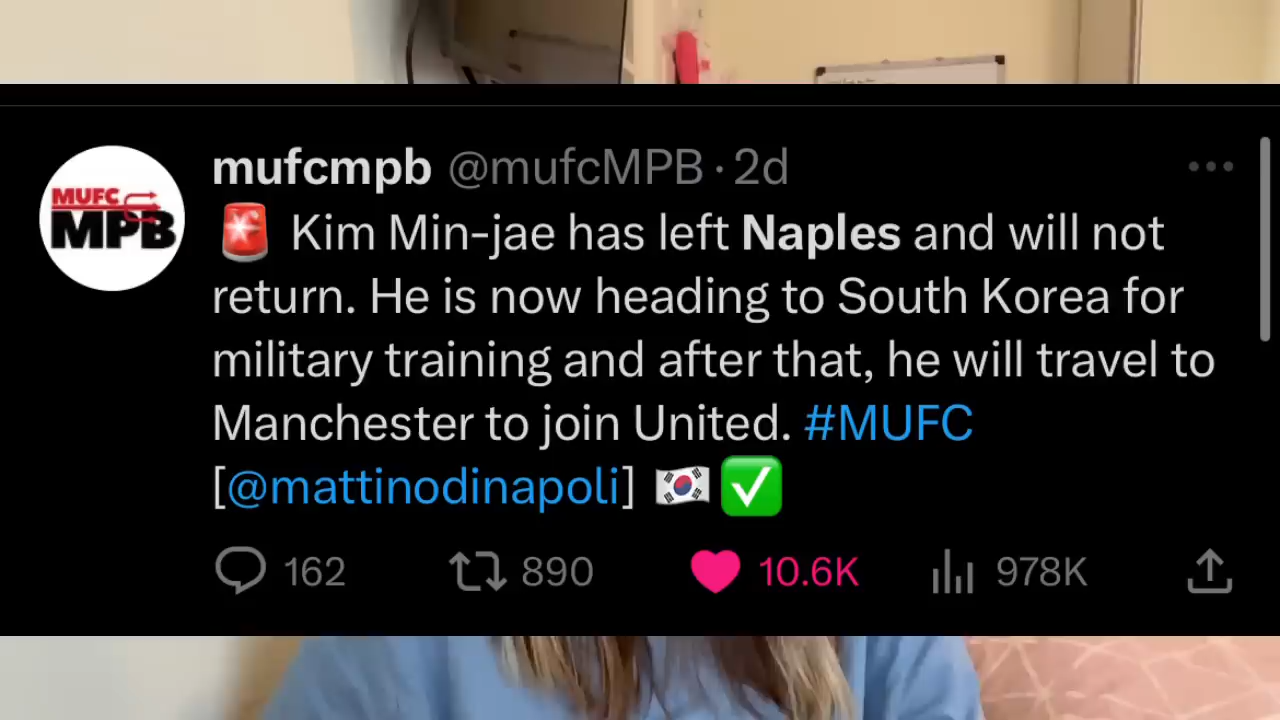 MUFC
MPB
mufcmpb @mufcMPB · 2d
🚨 Kim Min-jae has left Naples and will not
return. He is now heading to South Korea for
military training and after that, he will travel to
Manchester to join United. #MUFC
[@mattinodinapoli] 🇰🇷 ✅
162 890 10.6K 978K